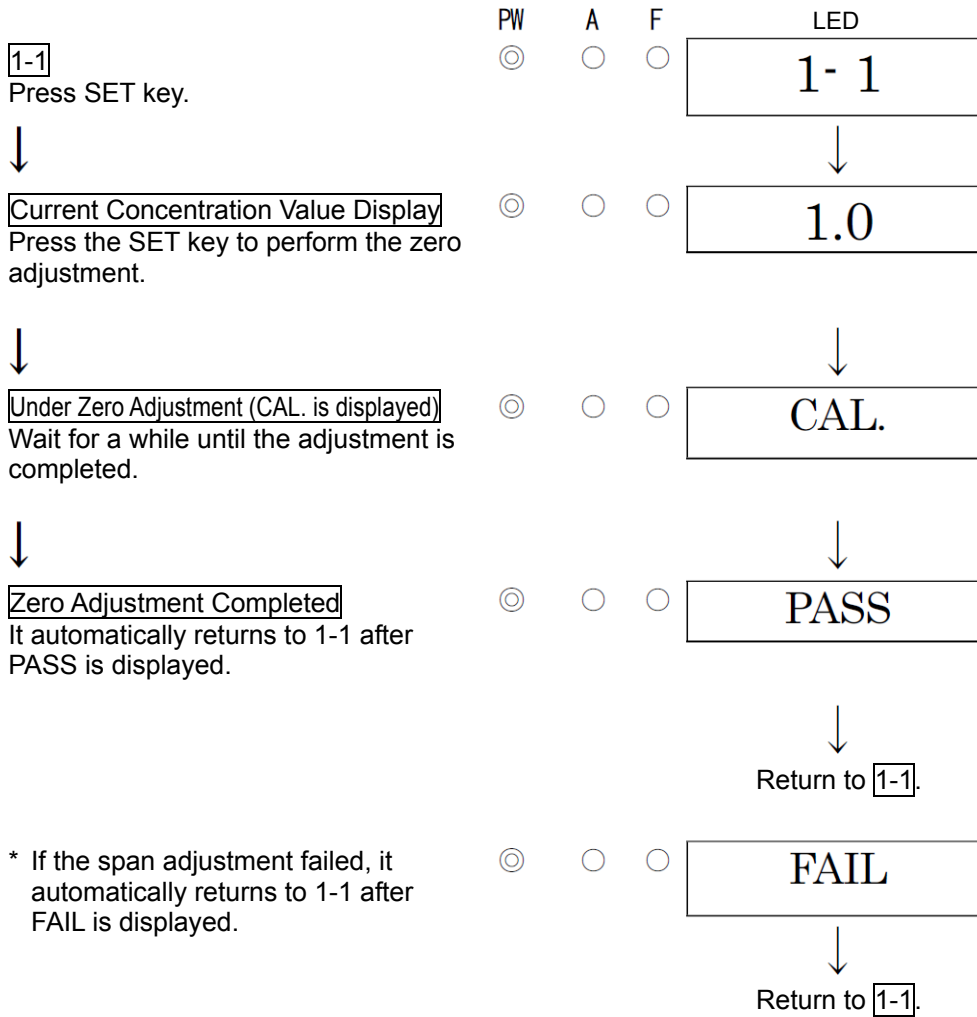 PW A F LED
1-1
Press SET key.
1- 1
Current Concentration Value Display
Press the SET key to perform the zero
adjustment.
1.0
Under Zero Adjustment (CAL. is displayed)
Wait for a while until the adjustment is
completed.
CAL.
Zero Adjustment Completed
It automatically returns to 1-1 after
PASS is displayed.
PASS
Return to 1-1.
* If the span adjustment failed, it
automatically returns to 1-1 after
FAIL is displayed.
FAIL
Return to 1-1.